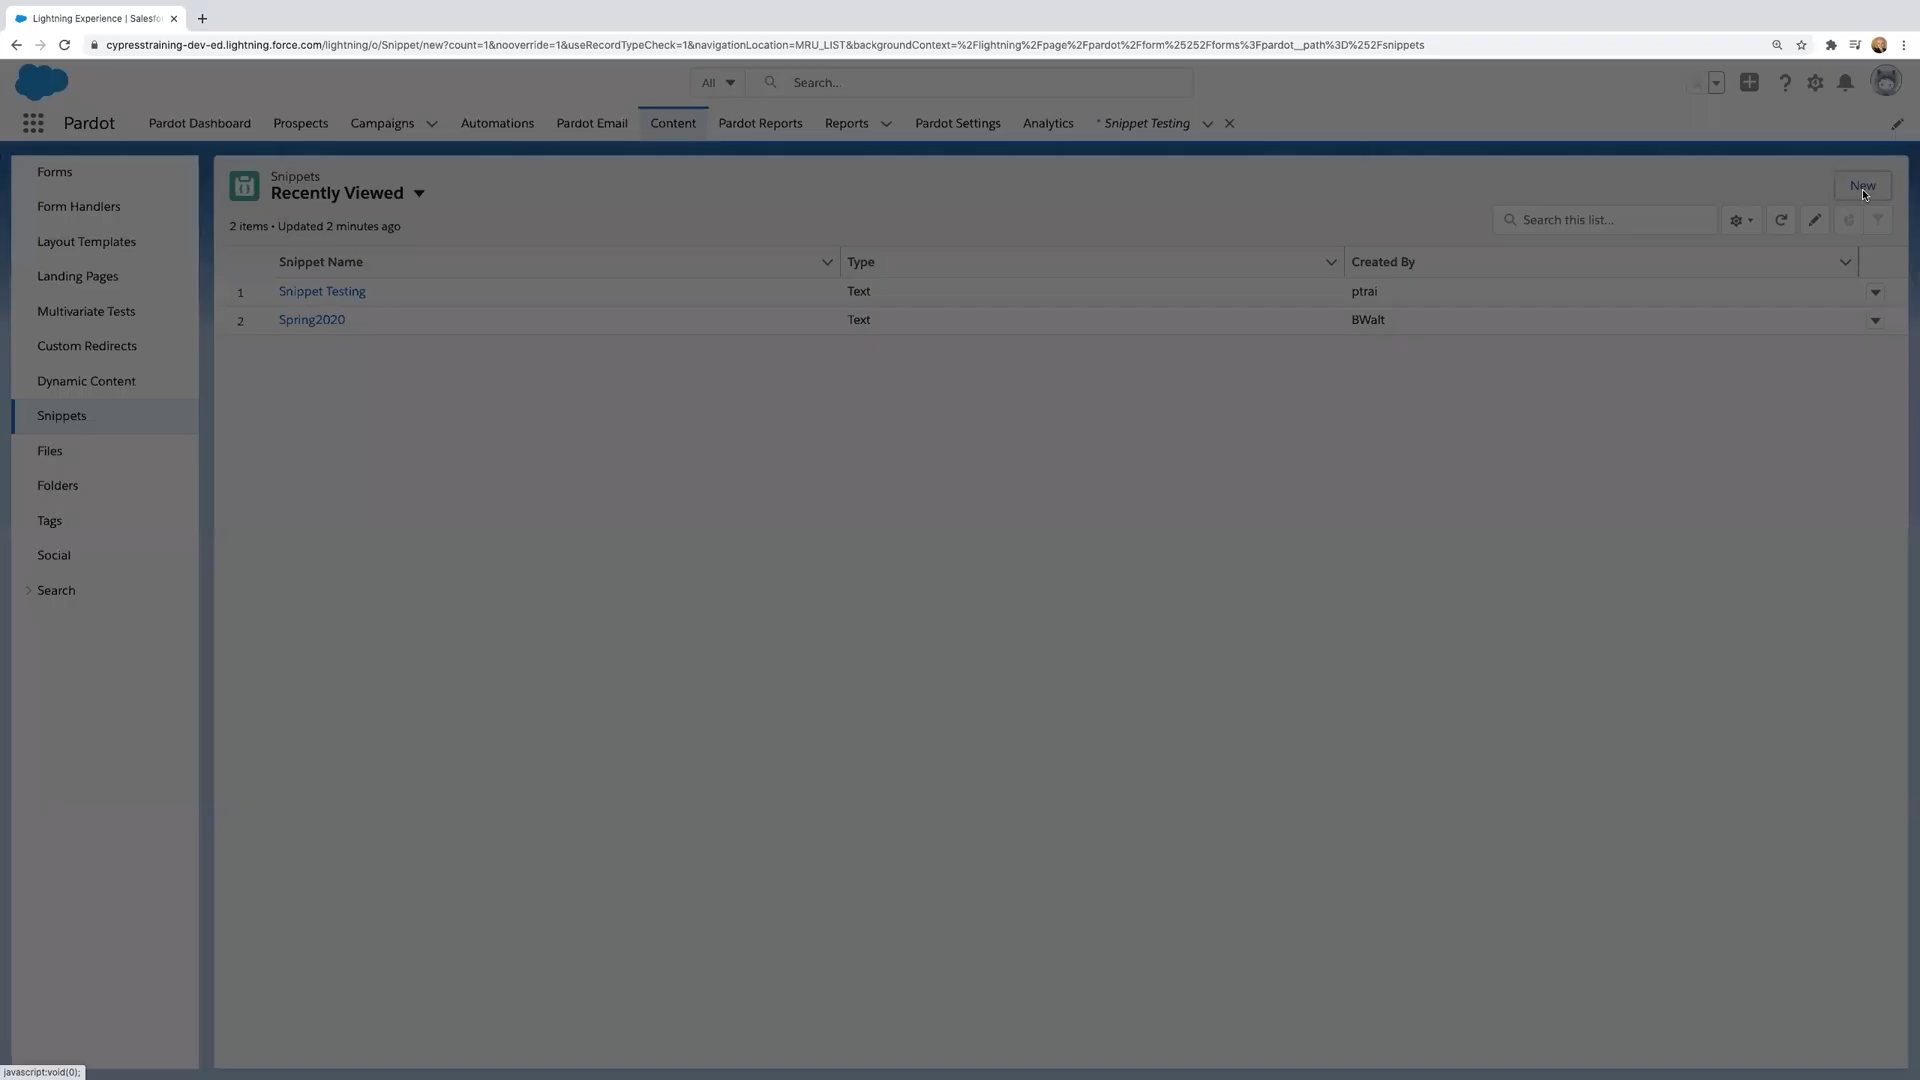 Lightning Experience | Salesfo
cypresstraining-dev-ed.lightning.force.com/lightning/o/Snippet/new?count=1&nooverride=1&useRecordTypeCheck=1&navigationLocation=MRU_LIST&backgroundContext=%2Flightning%2Fpage%2Fpardot%2Fform%25252Fforms%3Fpardot__path%3D%252Fsnippets
All
Search...
Pardot
Pardot Dashboard
Prospects
Campaigns
Automations
Pardot Email
Content
Pardot Reports
Reports
Pardot Settings
Analytics
* Snippet Testing
Forms
Form Handlers
Layout Templates
Landing Pages
Multivariate Tests
Custom Redirects
Dynamic Content
Snippets
Files
Folders
Tags
Social
Search
Snippets
Recently Viewed
New
2 items • Updated 2 minutes ago
Search this list...
Snippet Name
Type
Created By
1 Snippet Testing Text ptrai
2 Spring2020 Text BWalt
javascript:void(0);